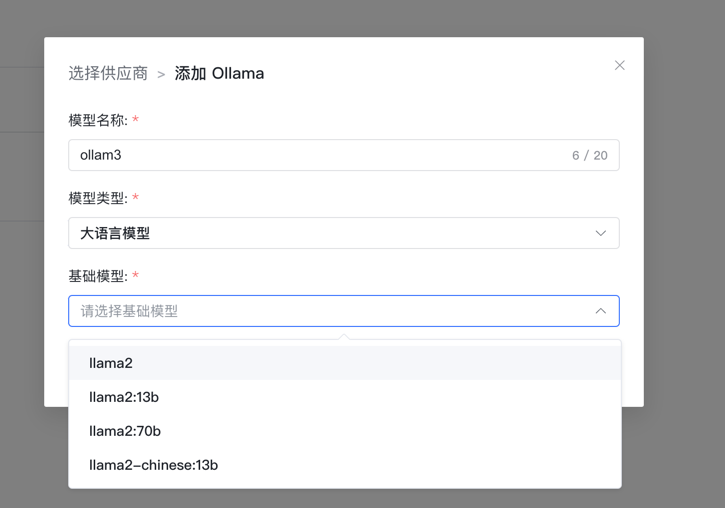 选择供应商 > 添加 Ollama
模型名称: *
ollam3 6 / 20
模型类型: *
大语言模型
基础模型: *
请选择基础模型
llama2
llama2:13b
llama2:70b
llama2-chinese:13b